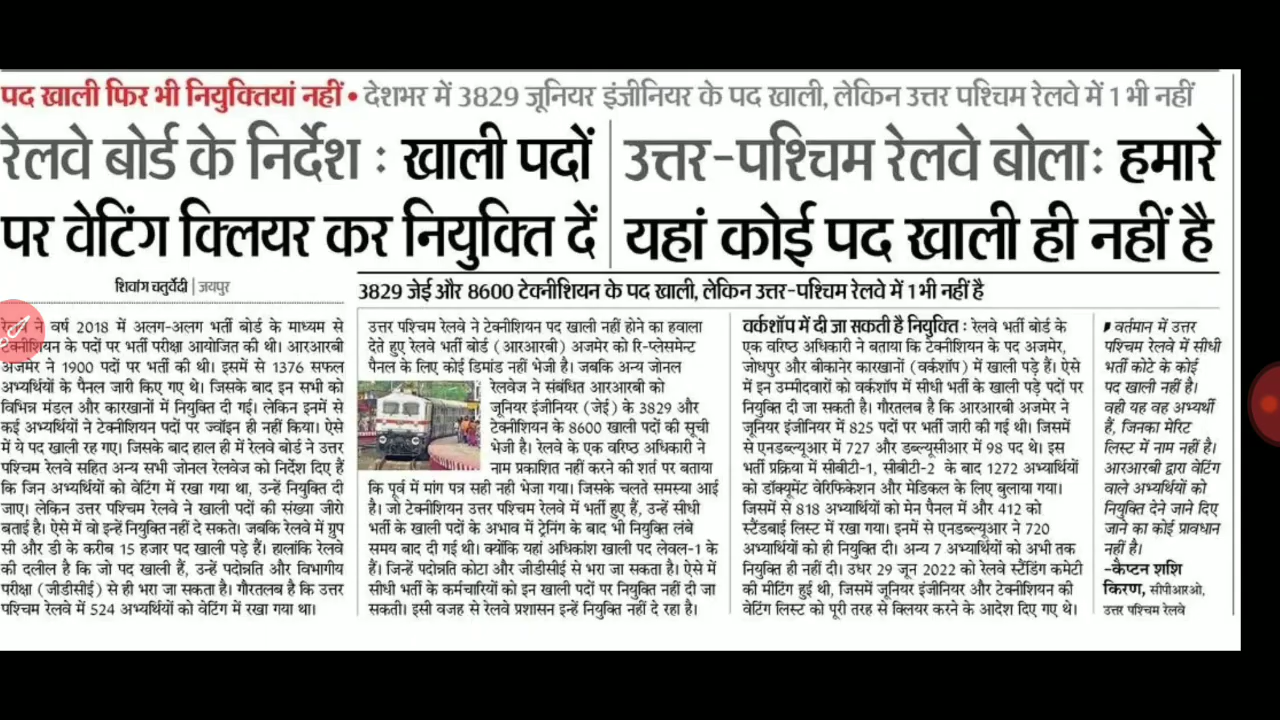 पद खाली फिर भी नियुक्तियां नहीं • देशभर में 3829 जूनियर इंजीनियर के पद खाली, लेकिन उत्तर पश्चिम रेलवे में 1 भी नहीं
रेलवे बोर्ड के निर्देश : खाली पदों
पर वेटिंग क्लियर कर नियुक्ति दें
उत्तर-पश्चिम रेलवे बोला: हमारे
यहां कोई पद खाली ही नहीं है
शिवांग चतुर्वेदी | जयपुर
3829 जेई और 8600 टेक्नीशियन के पद खाली, लेकिन उत्तर-पश्चिम रेलवे में 1 भी नहीं है
रेलवे ने वर्ष 2018 में अलग-अलग भर्ती बोर्ड के माध्यम से
टेक्नीशियन के पदों पर भर्ती परीक्षा आयोजित की थी। आरआरबी
अजमेर ने 1900 पदों पर भर्ती की थी। इसमें से 1376 सफल
अभ्यर्थियों के पैनल जारी किए गए थे। जिसके बाद इन सभी को
विभिन्न मंडल और कारखानों में नियुक्ति दी गई। लेकिन इनमें से
कई अभ्यर्थियों ने टेक्नीशियन पदों पर ज्वॉइन ही नहीं किया। ऐसे
में ये पद खाली रह गए। जिसके बाद हाल ही में रेलवे बोर्ड ने उत्तर
पश्चिम रेलवे सहित अन्य सभी जोनल रेलवेज को निर्देश दिए हैं
कि जिन अभ्यर्थियों को वेटिंग में रखा गया था, उन्हें नियुक्ति दी
जाए। लेकिन उत्तर पश्चिम रेलवे ने खाली पदों की संख्या जीरो
बताई है। ऐसे में वो इन्हें नियुक्ति नहीं दे सकते। जबकि रेलवे में ग्रुप
सी और डी के करीब 15 हजार पद खाली पड़े हैं। हालांकि रेलवे
की दलील है कि जो पद खाली हैं, उन्हें पदोन्नति और विभागीय
परीक्षा (जीडीसीई) से ही भरा जा सकता है। गौरतलब है कि उत्तर
पश्चिम रेलवे में 524 अभ्यर्थियों को वेटिंग में रखा गया था।
उत्तर पश्चिम रेलवे ने टेक्नीशियन पद खाली नहीं होने का हवाला
देते हुए रेलवे भर्ती बोर्ड (आरआरबी) अजमेर को रि-प्लेसमेन्ट
पैनल के लिए कोई डिमांड नहीं भेजी है। जबकि अन्य जोनल
रेलवेज ने संबंधित आरआरबी को
जूनियर इंजीनियर (जेई) के 3829 और
टेक्नीशियन के 8600 खाली पदों की सूची
भेजी है। रेलवे के एक वरिष्ठ अधिकारी ने
नाम प्रकाशित नहीं करने की शर्त पर बताया
कि पूर्व में मांग पत्र सही नही भेजा गया। जिसके चलते समस्या आई
है। जो टेक्नीशियन उत्तर पश्चिम रेलवे में भर्ती हुए हैं, उन्हें सीधी
भर्ती के खाली पदों के अभाव में ट्रेनिंग के बाद भी नियुक्ति लंबे
समय बाद दी गई थी। क्योंकि यहां अधिकांश खाली पद लेवल-1 के
हैं। जिन्हें पदोन्नति कोटा और जीडीसीई से भरा जा सकता है। ऐसे में
सीधी भर्ती के कर्मचारियों को इन खाली पदों पर नियुक्ति नहीं दी जा
सकती। इसी वजह से रेलवे प्रशासन इन्हें नियुक्ति नहीं दे रहा है।
वर्कशॉप में दी जा सकती है नियुक्ति : रेलवे भर्ती बोर्ड के
एक वरिष्ठ अधिकारी ने बताया कि टेक्नीशियन के पद अजमेर,
जोधपुर और बीकानेर कारखानों (वर्कशॉप) में खाली पड़े हैं। ऐसे
में इन उम्मीदवारों को वर्कशॉप में सीधी भर्ती के खाली पड़े पदों पर
नियुक्ति दी जा सकती है। गौरतलब है कि आरआरबी अजमेर ने
जूनियर इंजीनियर में 825 पदों पर भर्ती जारी की गई थी। जिसमें
से एनडब्ल्यूआर में 727 और डब्ल्यूसीआर में 98 पद थे। इस
भर्ती प्रक्रिया में सीबीटी-1, सीबीटी-2 के बाद 1272 अभ्यार्थियों
को डॉक्यूमेंट वेरिफिकेशन और मेडिकल के लिए बुलाया गया।
जिसमें से 818 अभ्यार्थियों को मेन पैनल में और 412 को
स्टैंडबाई लिस्ट में रखा गया। इनमें से एनडब्ल्यूआर ने 720
अभ्यार्थियों को ही नियुक्ति दी। अन्य 7 अभ्यार्थियों को अभी तक
नियुक्ति ही नहीं दी। उधर 29 जून 2022 को रेलवे स्टैंडिंग कमेटी
की मीटिंग हुई थी, जिसमें जूनियर इंजीनियर और टेक्नीशियन की
वेटिंग लिस्ट को पूरी तरह से क्लियर करने के आदेश दिए गए थे।
वर्तमान में उत्तर
पश्चिम रेलवे में सीधी
भर्ती कोटे के कोई
पद खाली नहीं है।
वही यह वह अभ्यर्थी
हैं, जिनका मेरिट
लिस्ट में नाम नहीं है।
आरआरबी द्वारा वेटिंग
वाले अभ्यर्थियों को
नियुक्ति देने जाने दिए
जाने का कोई प्रावधान
नहीं है।
-कैप्टन शशि
किरण, सीपीआरओ,
उत्तर पश्चिम रेलवे